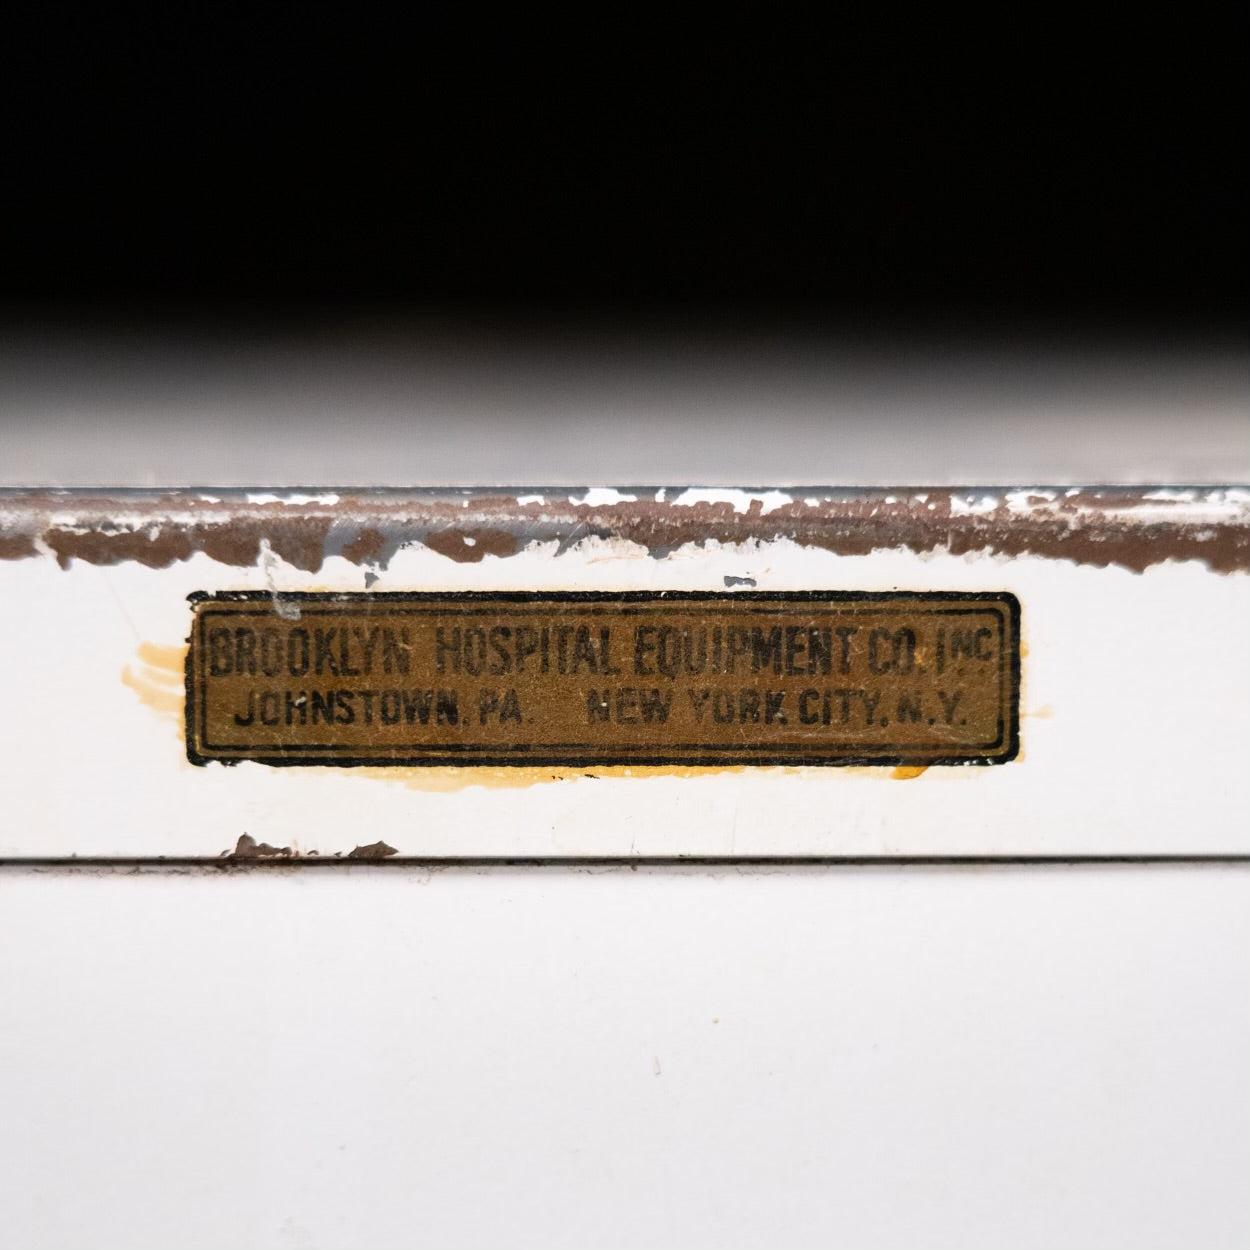 BROOKLYN HOSPITAL EQUIPMENT CO. INC
JOHNSTOWN, PA. NEW YORK CITY, N.Y.